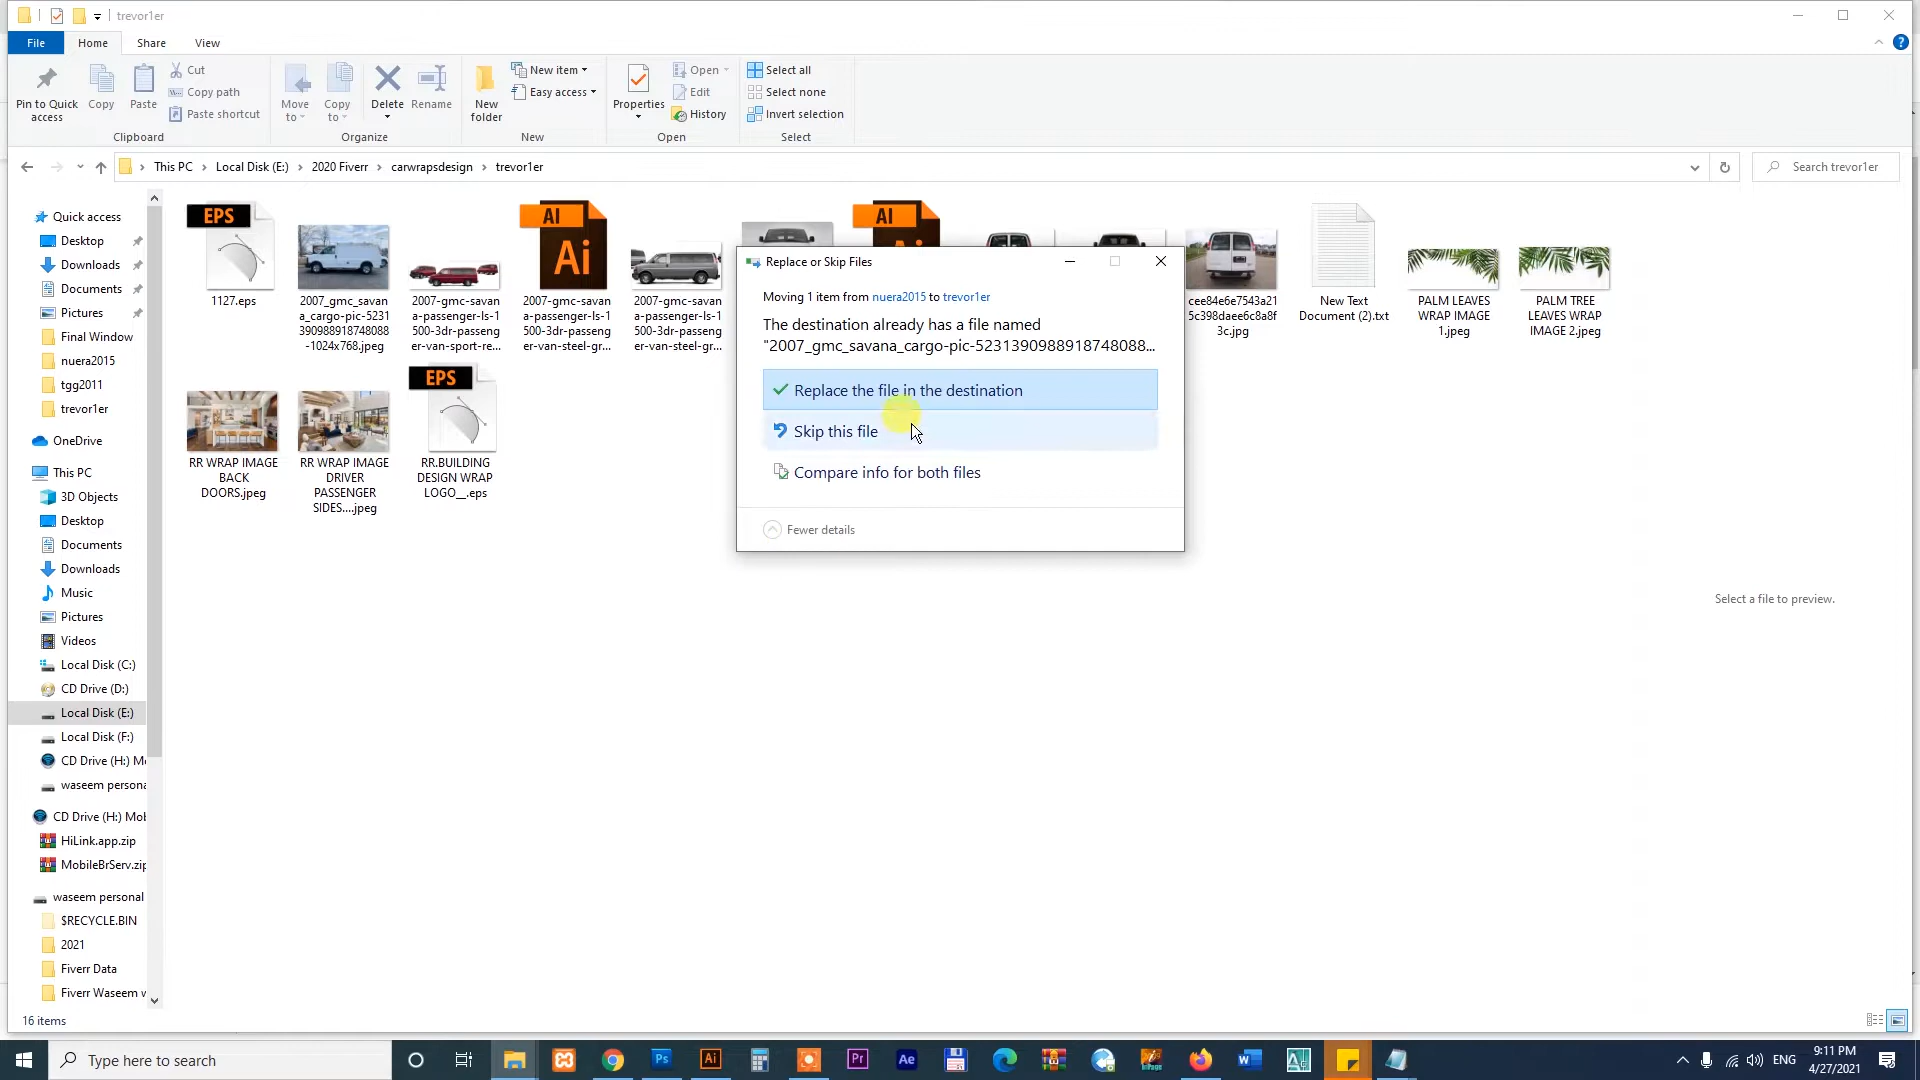 trevor1er
File
Home
Share
View
Pin to Quick
access
Copy
Paste
Cut
Copy path
Paste shortcut
Clipboard
Move
to
Copy
to
Delete
Rename
Organize
New
folder
New item
Easy access
New
Properties
Open
Edit
History
Open
Select all
Select none
Invert selection
Select
This PC
Local Disk (E:)
2020 Fiverr
carwrapsdesign
trevor1er
Search trevor1er
Quick access
Desktop
Downloads
Documents
Pictures
Final Window
nuera2015
tgg2011
trevor1er
OneDrive
This PC
3D Objects
Desktop
Documents
Downloads
Music
Pictures
Videos
Local Disk (C:)
CD Drive (D:)
Local Disk (E:)
Local Disk (F:)
CD Drive (H:) M
waseem persona
CD Drive (H:) Mol
HiLink.app.zip
MobileBrServ.zip
waseem personal
$RECYCLE.BIN
2021
Fiverr Data
Fiverr Waseem w
EPS
1127.eps
2007_gmc_savan
a_cargo-pic-5231
390988918748088
-1024x768.jpeg
2007-gmc-savan
a-passenger-ls-1
500-3dr-passeng
er-van-sport-re...
AI
Ai
2007-gmc-savan
a-passenger-ls-1
500-3dr-passeng
er-van-steel-gr...
2007-gmc-savan
a-passenger-ls-1
500-3dr-passeng
er-van-steel-gr...
AI
cee84e6e7543a21
5c398daee6c8a8f
3c.jpg
New Text
Document (2).txt
PALM LEAVES
WRAP IMAGE
1.jpeg
PALM TREE
LEAVES WRAP
IMAGE 2.jpeg
RR WRAP IMAGE
BACK
DOORS.jpeg
RR WRAP IMAGE
DRIVER
PASSENGER
SIDES....jpeg
EPS
RR.BUILDING
DESIGN WRAP
LOGO__.eps
Replace or Skip Files
Moving 1 item from nuera2015 to trevor1er
The destination already has a file named
"2007_gmc_savana_cargo-pic-5231390988918748088...
Replace the file in the destination
Skip this file
Compare info for both files
Fewer details
Select a file to preview.
16 items
Type here to search
Ps
Ai
Pr
Ae
ENG
9:11 PM
4/27/2021